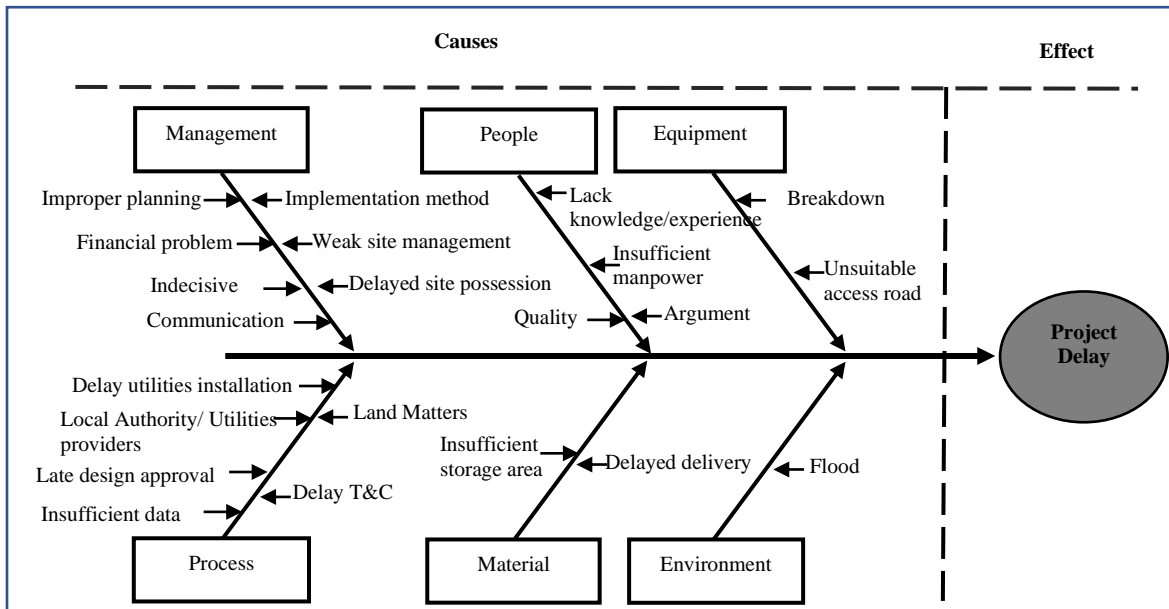 Causes
Effect
Management
People
Equipment
Improper planning
Implementation method
Financial problem
Weak site management
Indecisive
Delayed site possession
Communication
Lack
knowledge/experience
Insufficient
manpower
Quality
Argument
Breakdown
Unsuitable
access road
Project
Delay
Delay utilities installation
Local Authority/ Utilities
providers
Land Matters
Late design approval
Delay T&C
Insufficient data
Insufficient
storage area
Delayed delivery
Flood
Process
Material
Environment